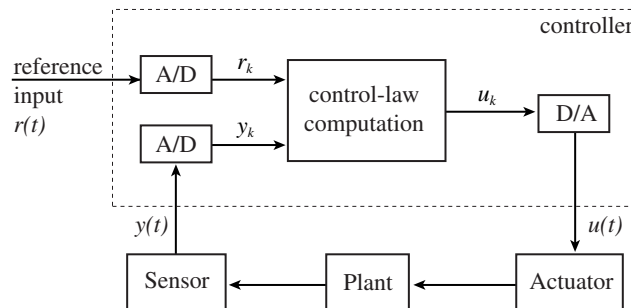 controller
reference
input
r(t)
A/D
r_k
A/D
y_k
control-law
computation
u_k
D/A
y(t)
u(t)
Sensor
Plant
Actuator